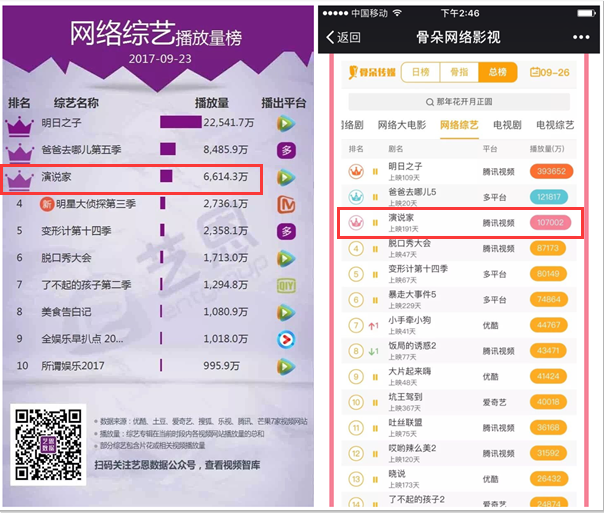 网络综艺播放量榜
2017-09-23
排名 综艺名称 播放量 播出平台
明日之子 22,541.7万
爸爸去哪儿第五季 8,485.9万 多
演说家 6,614.3万
4 新 明星大侦探第三季 2,736.1万
5 变形计第十四季 2,358.1万 多
6 脱口秀大会 1,713.0万
7 了不起的孩子第二季 1,294.8万 QIY
8 美食告白记 1,080.9万
9 全娱乐早扒点 20... 1,018.0万
10 所谓娱乐2017 995.9万
艺恩
entgroup
艺恩数据
数据来源：优酷、土豆、爱奇艺、搜狐、乐视、腾讯、芒果7家视频网站
播放量：综艺专辑在当前时段内各视频网站播放量的总和
部分综艺包含片花或相关视频播放量
扫码关注艺恩数据公众号，查看视频智库
中国移动 下午2:46
返回 骨朵网络影视
骨朵传媒 日榜 骨指 总榜 09-26
那年花开月正圆
网络剧 网络大电影 网络综艺 电视剧 电视综艺
排名 剧名 平台 播放量(万)
明日之子 腾讯视频 393652
上映109天
爸爸去哪儿5 多平台 121817
上映20天
演说家 腾讯视频 107002
上映191天
4 脱口秀大会 腾讯视频 87173
上映47天
5 变形计第十四季 多平台 80149
上映67天
6 暴走大事件5 多平台 74864
上映229天
7 1 小手牵小狗 优酷 44767
上映41天
8 1 饭局的诱惑2 腾讯视频 43471
上映77天
9 大片起来嗨 优酷 41424
上映48天
10 坑王驾到 爱奇艺 40018
上映367天
11 吐丝联盟 腾讯视频 36168
上映75天
12 哎哟辣么美2 腾讯视频 31592
上映120天
13 晓说 优酷 26432
上映173天
14 了不起的孩子2 爱奇艺 24874